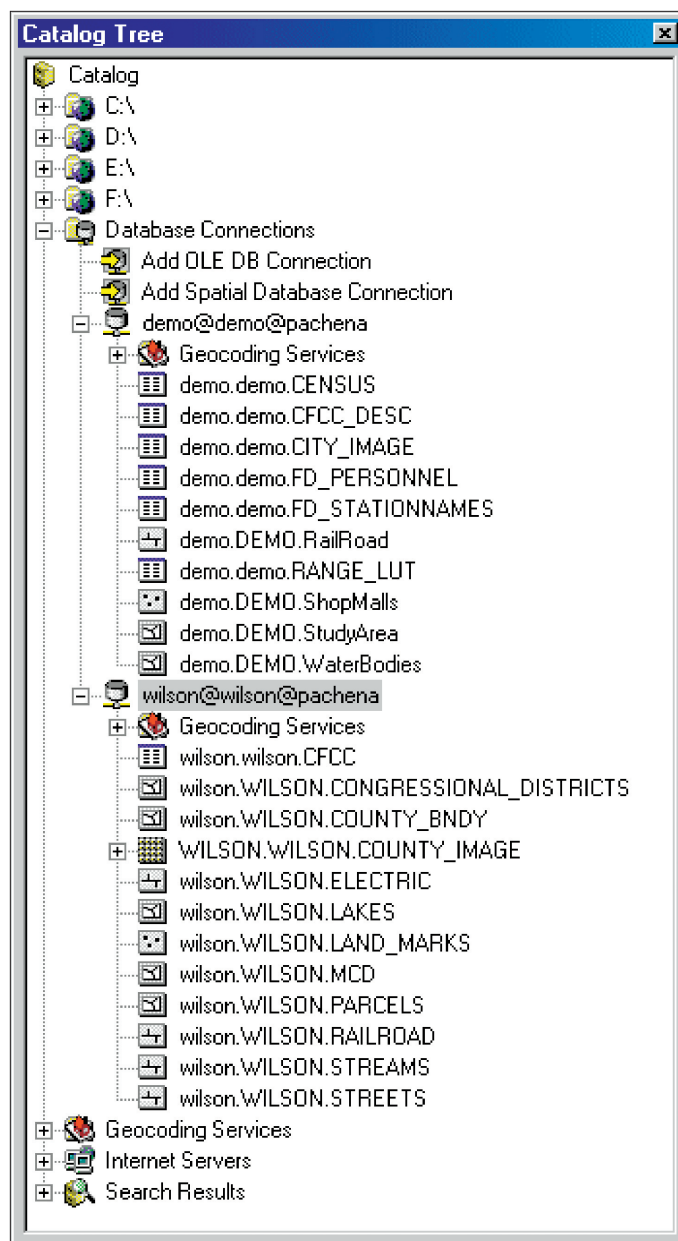 Catalog Tree
Catalog
C:\
D:\
E:\
F:\
Database Connections
Add OLE DB Connection
Add Spatial Database Connection
demo@demo@pachena
Geocoding Services
demo.demo.CENSUS
demo.demo.CFCC_DESC
demo.demo.CITY_IMAGE
demo.demo.FD_PERSONNEL
demo.demo.FD_STATIONNAMES
demo.DEMO.RailRoad
demo.demo.RANGE_LUT
demo.DEMO.ShopMalls
demo.DEMO.StudyArea
demo.DEMO.WaterBodies
wilson@wilson@pachena
Geocoding Services
wilson.wilson.CFCC
wilson.WILSON.CONGRESSIONAL_DISTRICTS
wilson.WILSON.COUNTY_BNDY
WILSON.WILSON.COUNTY_IMAGE
wilson.WILSON.ELECTRIC
wilson.WILSON.LAKES
wilson.WILSON.LAND_MARKS
wilson.WILSON.MCD
wilson.WILSON.PARCELS
wilson.WILSON.RAILROAD
wilson.WILSON.STREAMS
wilson.WILSON.STREETS
Geocoding Services
Internet Servers
Search Results